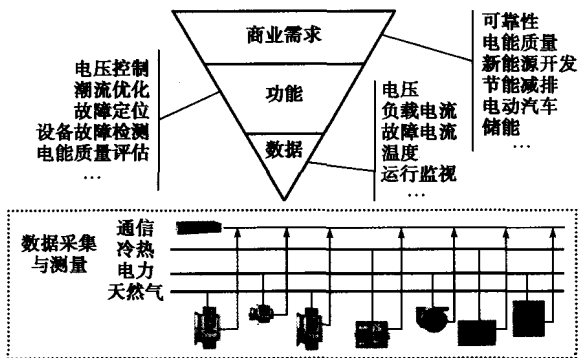 商业需求
功能
数据
电压控制
潮流优化
故障定位
设备故障检测
电能质量评估
…
可靠性
电能质量
新能源开发
节能减排
电动汽车
储能
…
电压
负载电流
故障电流
温度
运行监视
…
数据采集
与测量
通信
冷热
电力
天然气